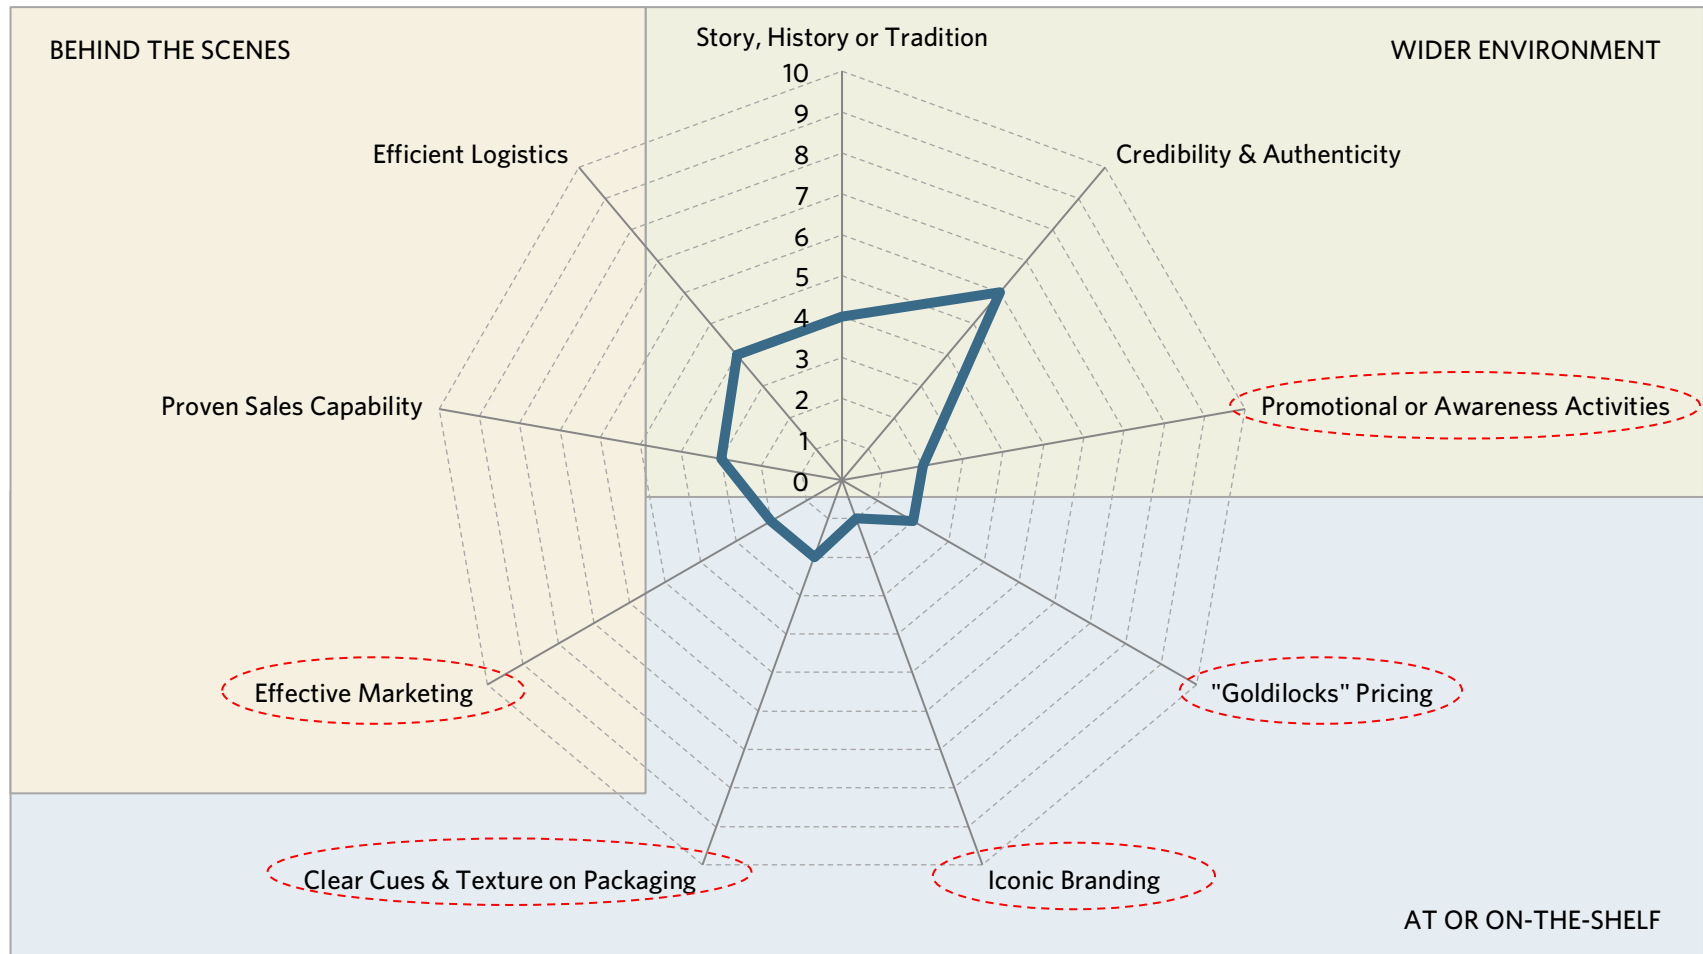 BEHIND THE SCENES
Story, History or Tradition
WIDER ENVIRONMENT
10
9
8
7
6
5
4
3
2
1
0
Efficient Logistics
Credibility & Authenticity
Proven Sales Capability
Promotional or Awareness Activities
Effective Marketing
"Goldilocks" Pricing
Clear Cues & Texture on Packaging
Iconic Branding
AT OR ON-THE-SHELF